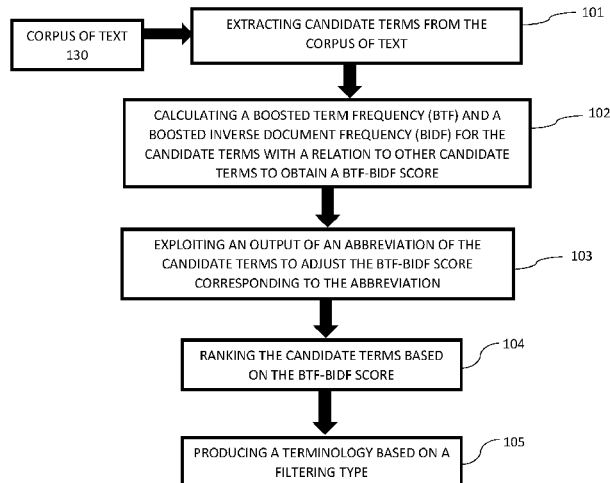 CORPUS OF TEXT
130
EXTRACTING CANDIDATE TERMS FROM THE
CORPUS OF TEXT
101
CALCULATING A BOOSTED TERM FREQUENCY (BTF) AND A
BOOSTED INVERSE DOCUMENT FREQUENCY (BIDF) FOR THE
CANDIDATE TERMS WITH A RELATION TO OTHER CANDIDATE
TERMS TO OBTAIN A BTF-BIDF SCORE
102
EXPLOITING AN OUTPUT OF AN ABBREVIATION OF THE
CANDIDATE TERMS TO ADJUST THE BTF-BIDF SCORE
CORRESPONDING TO THE ABBREVIATION
103
RANKING THE CANDIDATE TERMS BASED
ON THE BTF-BIDF SCORE
104
PRODUCING A TERMINOLOGY BASED ON A
FILTERING TYPE
105